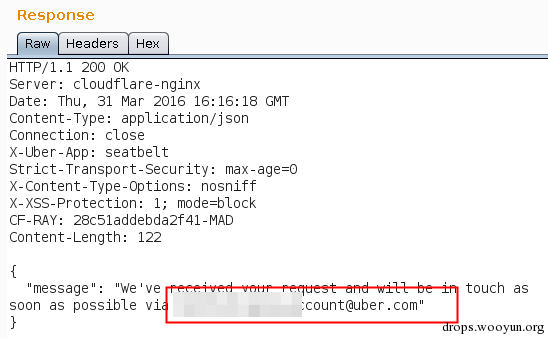 Response
Raw Headers Hex
HTTP/1.1 200 OK
Server: cloudflare-nginx
Date: Thu, 31 Mar 2016 16:16:18 GMT
Content-Type: application/json
Connection: close
X-Uber-App: seatbelt
Strict-Transport-Security: max-age=0
X-Content-Type-Options: nosniff
X-XSS-Protection: 1; mode=block
CF-RAY: 28c51addebda2f41-MAD
Content-Length: 122
{
"message": "We've received your request and will be in touch as
soon as possible via ccount@uber.com"
}
drops.wooyun.org